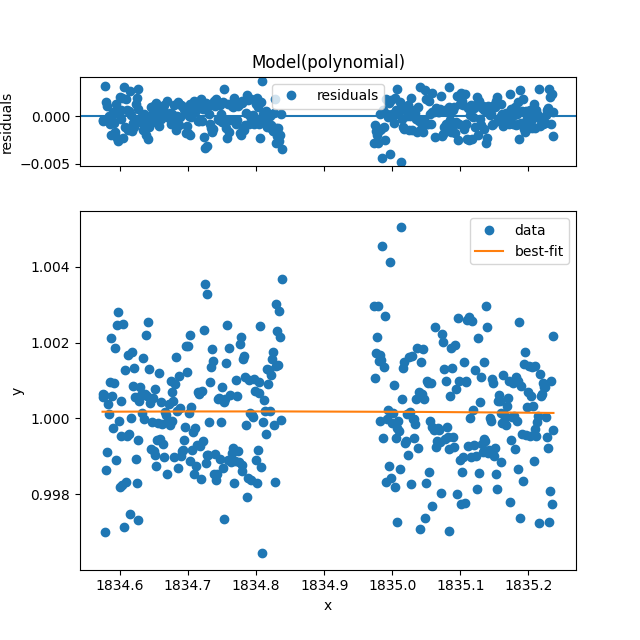 Model(polynomial)
residuals
0.000
−0.005
residuals
data
best-fit
1.004
1.002
1.000
0.998
y
1834.6 1834.7 1834.8 1834.9 1835.0 1835.1 1835.2
x